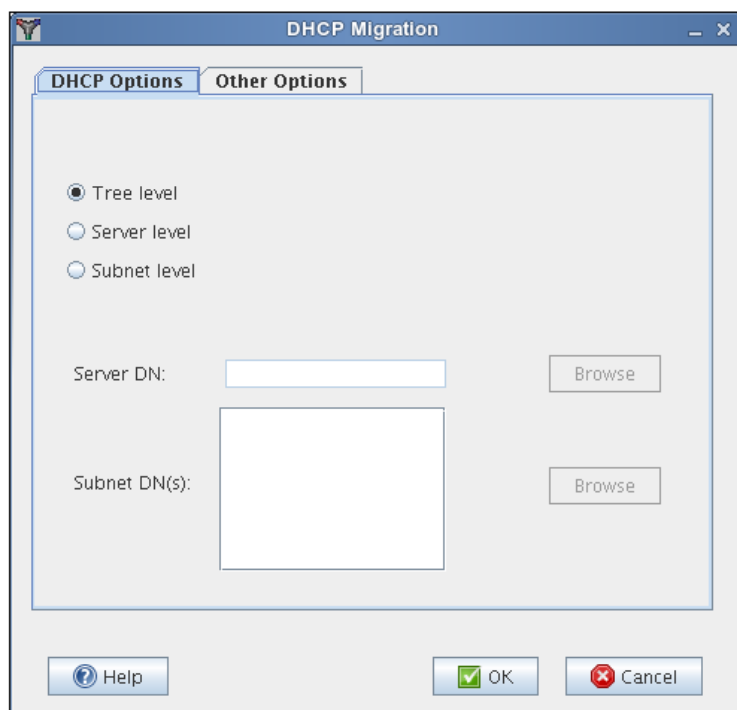 DHCP Migration
DHCP Options
Other Options
Tree level
Server level
Subnet level
Server DN:
Browse
Subnet DN(s):
Browse
Help
OK
Cancel